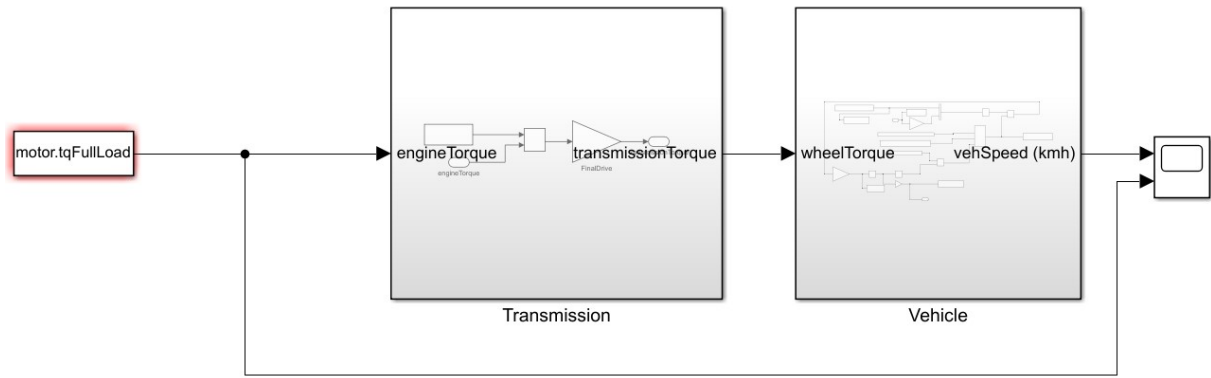 motor.tqFullLoad
engineTorque
transmissionTorque
engineTorque
FinalDrive
wheelTorque
vehSpeed (kmh)
Transmission
Vehicle